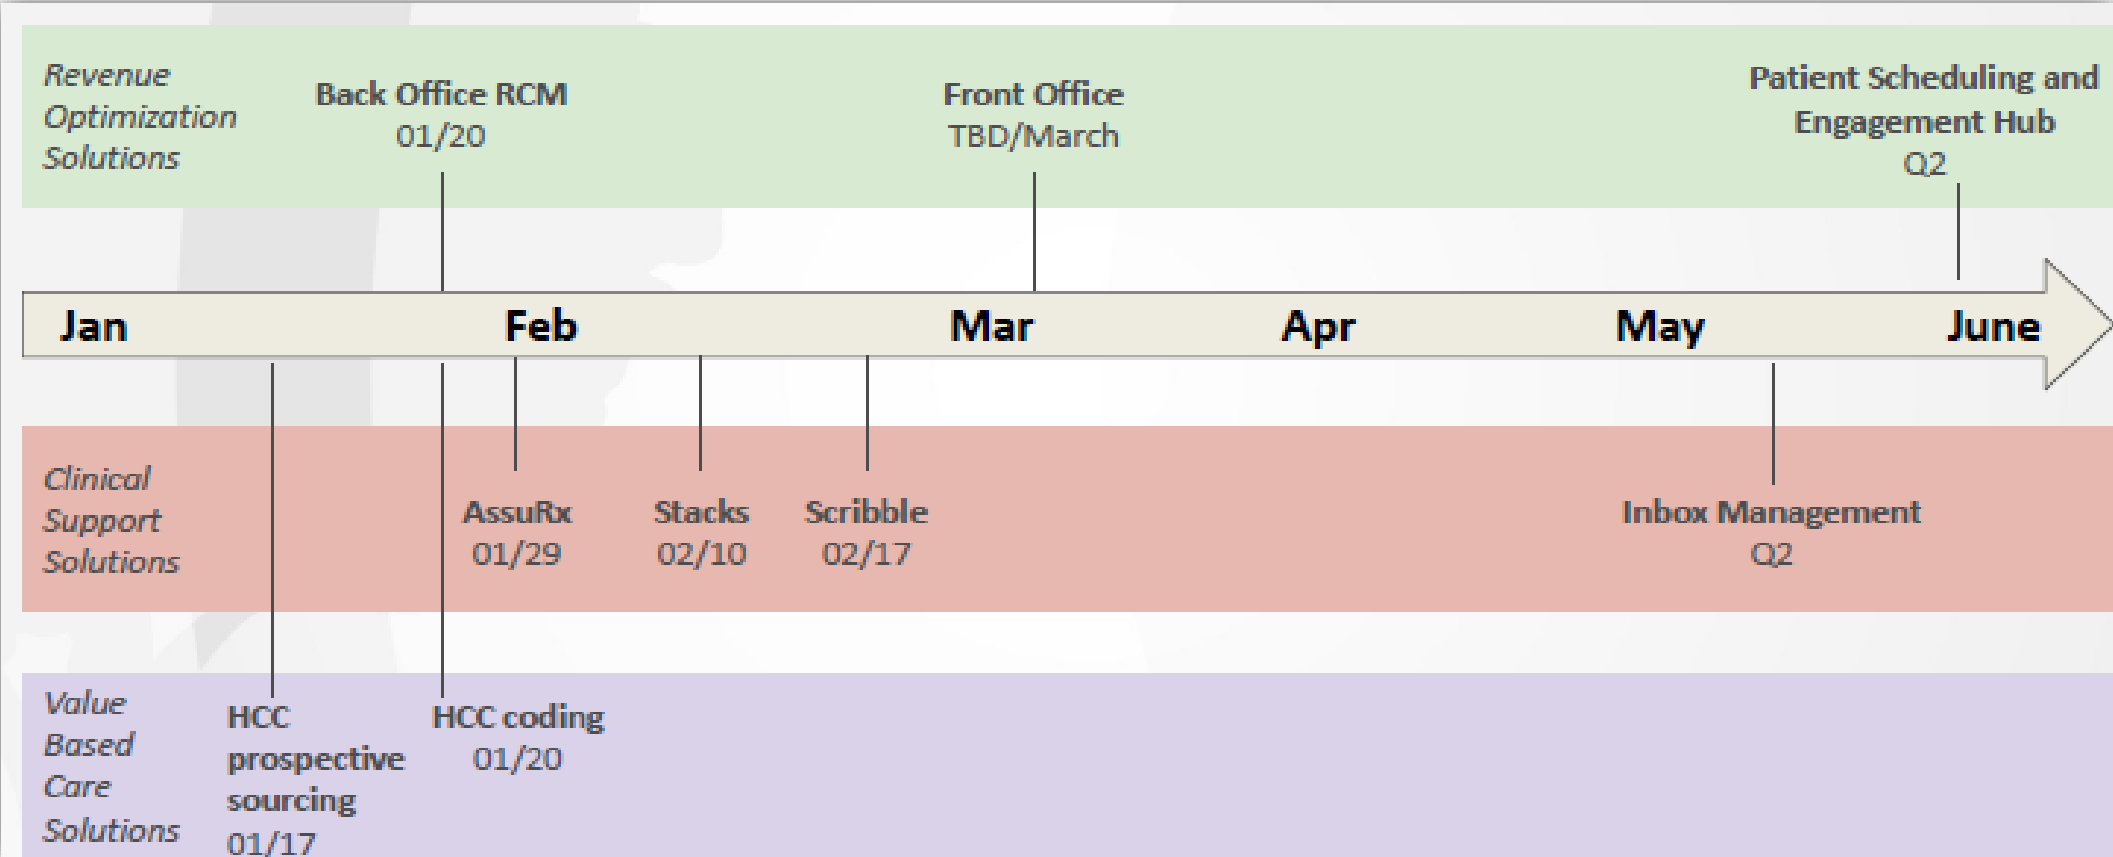 Revenue
Optimization
Solutions
Back Office RCM
01/20
Front Office
TBD/March
Patient Scheduling and
Engagement Hub
Q2
Jan Feb Mar Apr May June
Clinical
Support
Solutions
AssuRx
01/29
Stacks
02/10
Scribble
02/17
Inbox Management
Q2
Value
Based
Care
Solutions
HCC
prospective
sourcing
01/17
HCC coding
01/20